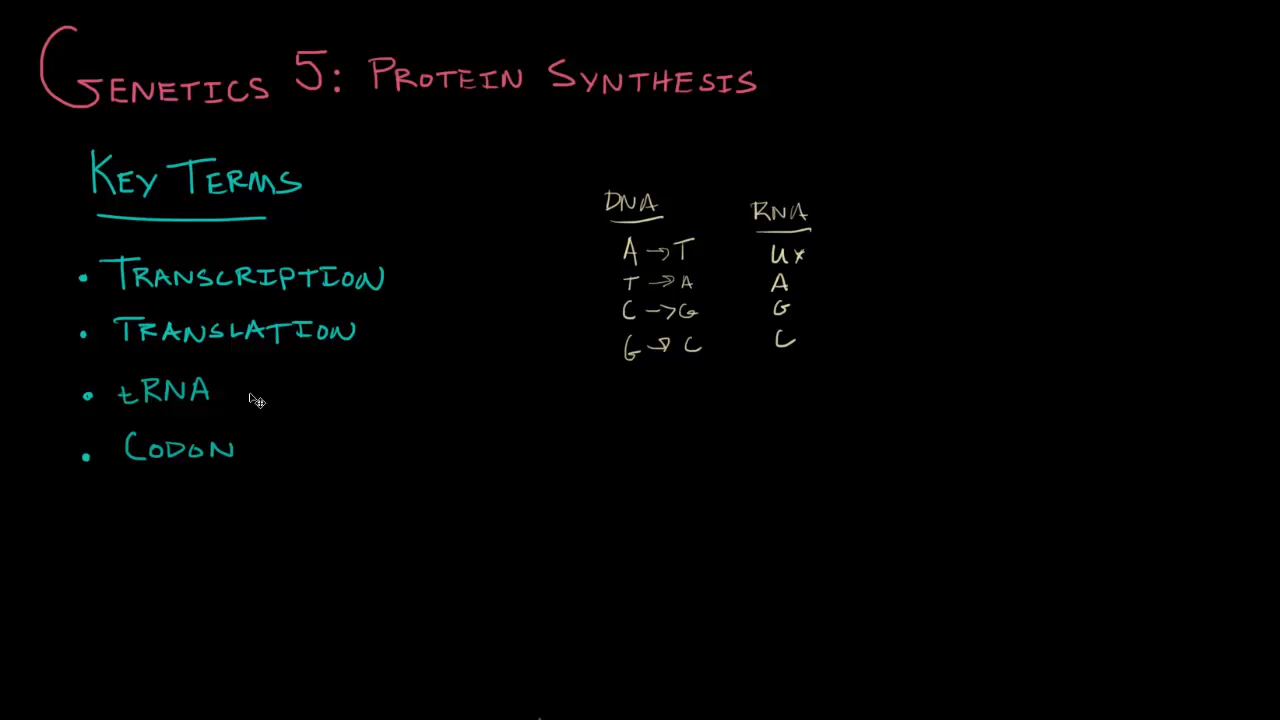 GENETICS 5: PROTEIN SYNTHESIS
KEY TERMS
• TRANSCRIPTION
• TRANSLATION
• tRNA
• CODON
DNA RNA
A → T U*
T → A A
C → G G
G → C C